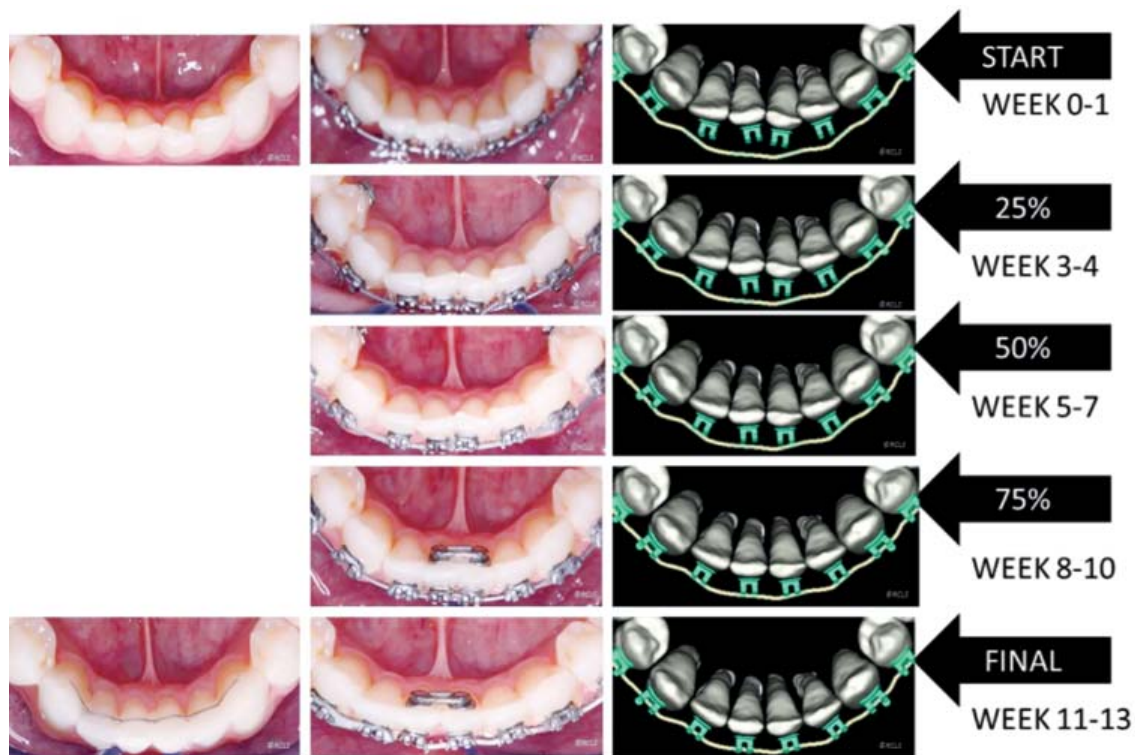 START
WEEK 0-1
25%
WEEK 3-4
50%
WEEK 5-7
75%
WEEK 8-10
FINAL
WEEK 11-13